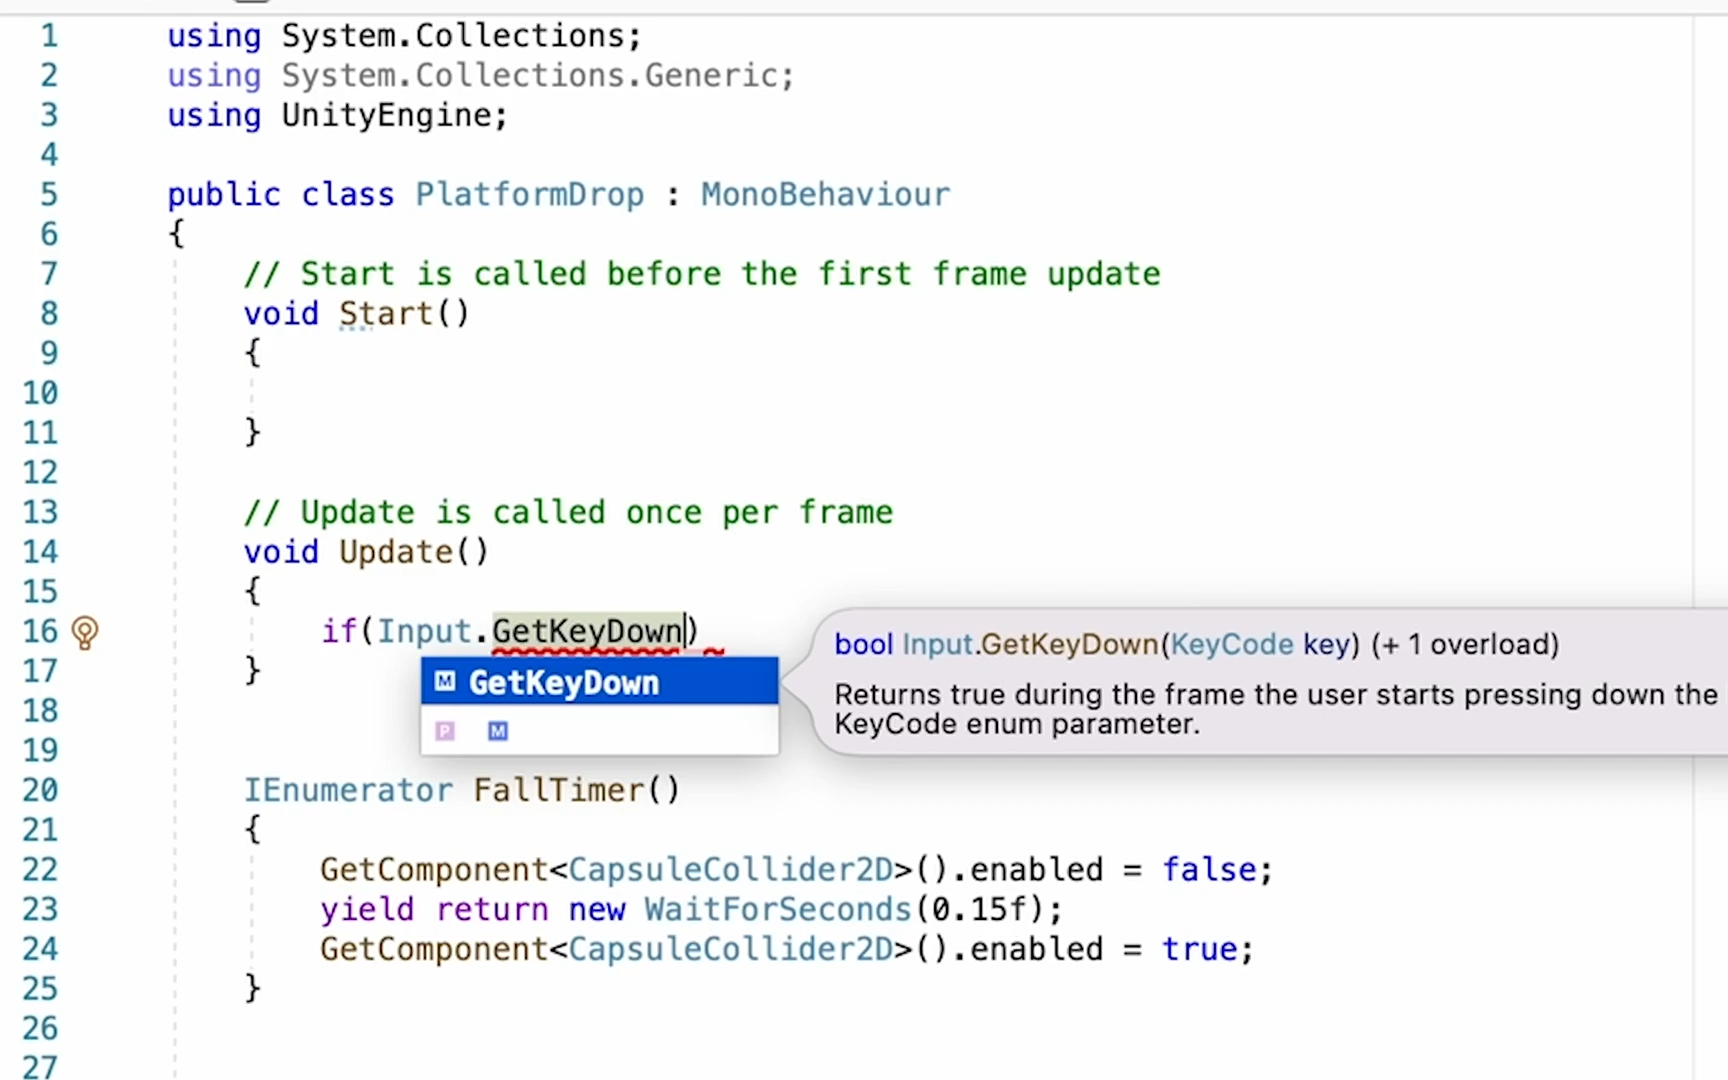 1 using System.Collections;
2 using System.Collections.Generic;
3 using UnityEngine;
4
5 public class PlatformDrop : MonoBehaviour
6 {
7 // Start is called before the first frame update
8 void Start()
9 {
10
11 }
12
13 // Update is called once per frame
14 void Update()
15 {
16 if(Input.GetKeyDown)
bool Input.GetKeyDown(KeyCode key) (+ 1 overload)
17 }
M GetKeyDown
Returns true during the frame the user starts pressing down the
KeyCode enum parameter.
18
P M
19
20 IEnumerator FallTimer()
21 {
22 GetComponent<CapsuleCollider2D>().enabled = false;
23 yield return new WaitForSeconds(0.15f);
24 GetComponent<CapsuleCollider2D>().enabled = true;
25 }
26
27